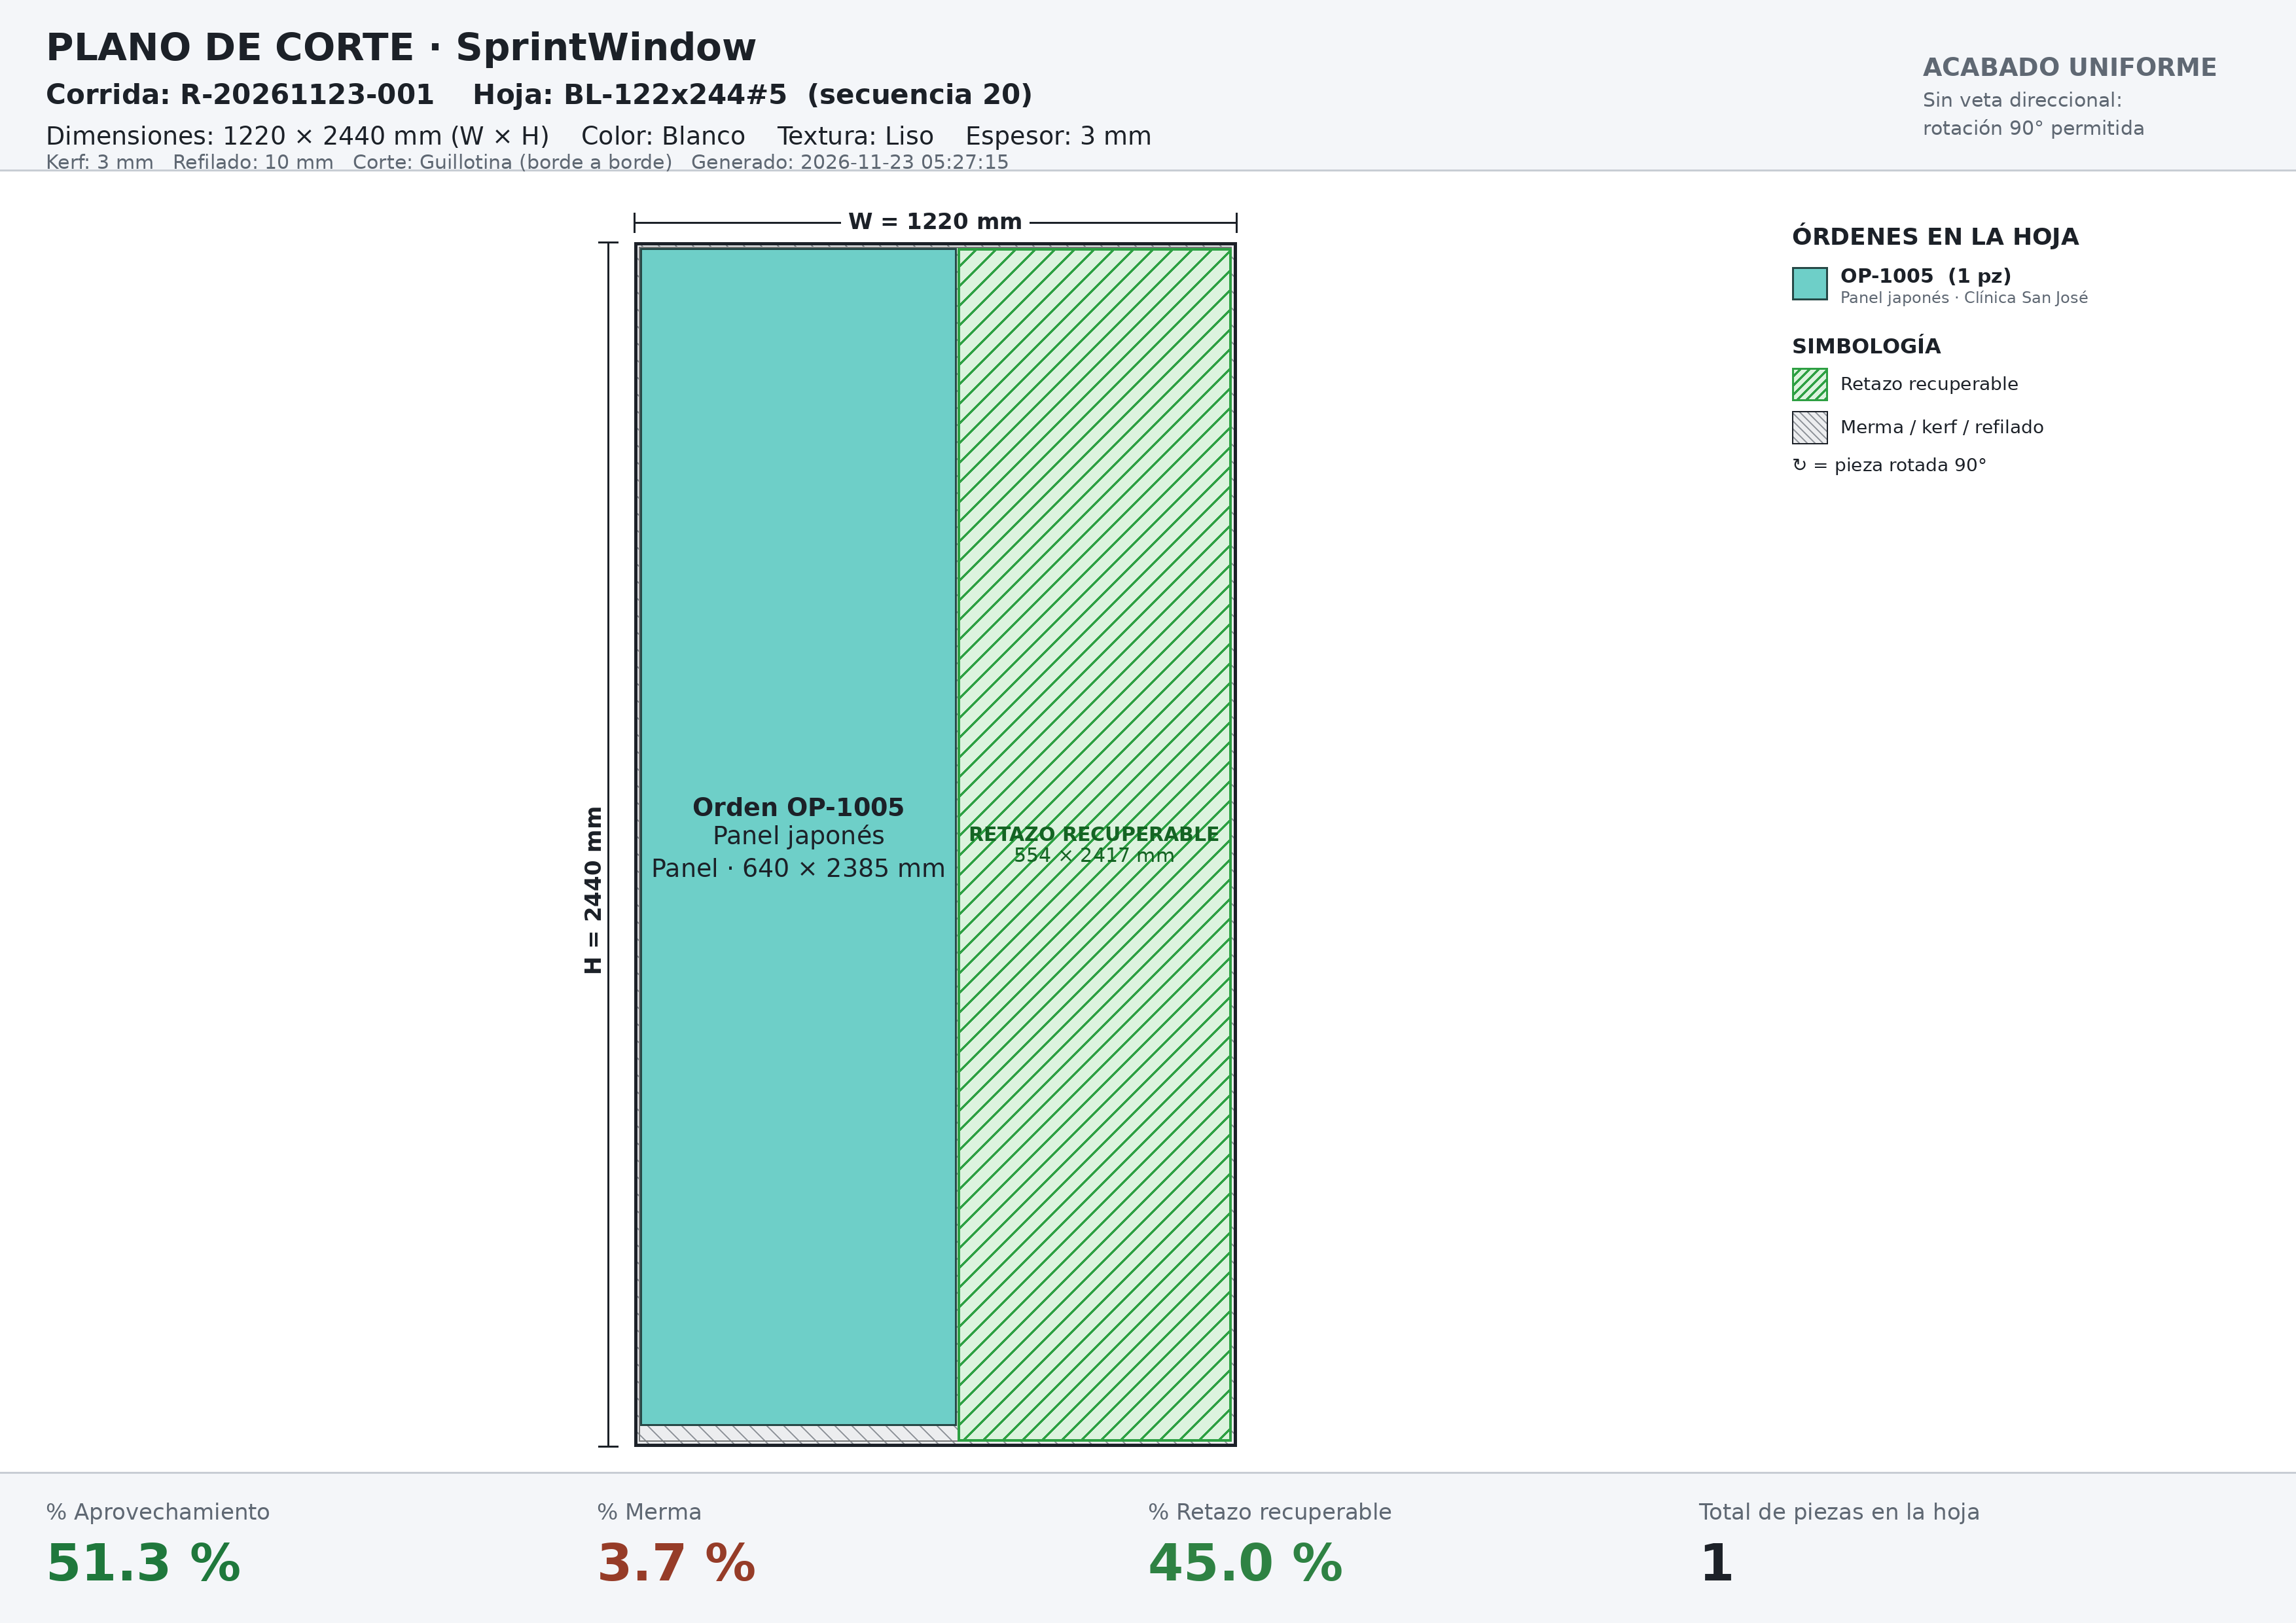 PLANO DE CORTE · SprintWindow
Corrida: R-20261123-001    Hoja: BL-122x244#5  (secuencia 20)
Dimensiones: 1220 × 2440 mm (W × H)    Color: Blanco    Textura: Liso    Espesor: 3 mm
Kerf: 3 mm   Refilado: 10 mm   Corte: Guillotina (borde a borde)   Generado: 2026-11-23 05:27:15
ACABADO UNIFORME
Sin veta direccional:
rotación 90° permitida
W = 1220 mm
H = 2440 mm
Orden OP-1005
Panel japonés
Panel · 640 × 2385 mm
RETAZO RECUPERABLE
554 × 2417 mm
ÓRDENES EN LA HOJA
OP-1005  (1 pz)
Panel japonés · Clínica San José
SIMBOLOGÍA
Retazo recuperable
Merma / kerf / refilado
↻ = pieza rotada 90°
% Aprovechamiento
51.3 %
% Merma
3.7 %
% Retazo recuperable
45.0 %
Total de piezas en la hoja
1